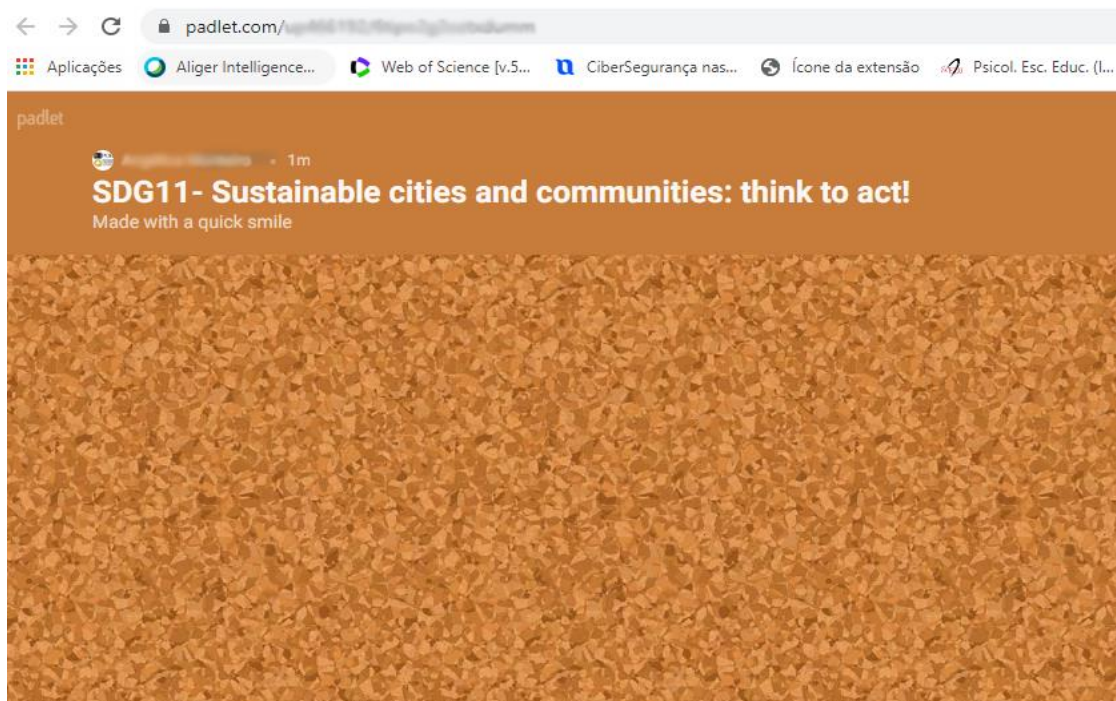 padlet.com/
Aplicações Aliger Intelligence... Web of Science [v.5... CiberSegurança nas... Ícone da extensão Psicol. Esc. Educ. (I...
padlet
• 1m
SDG11- Sustainable cities and communities: think to act!
Made with a quick smile